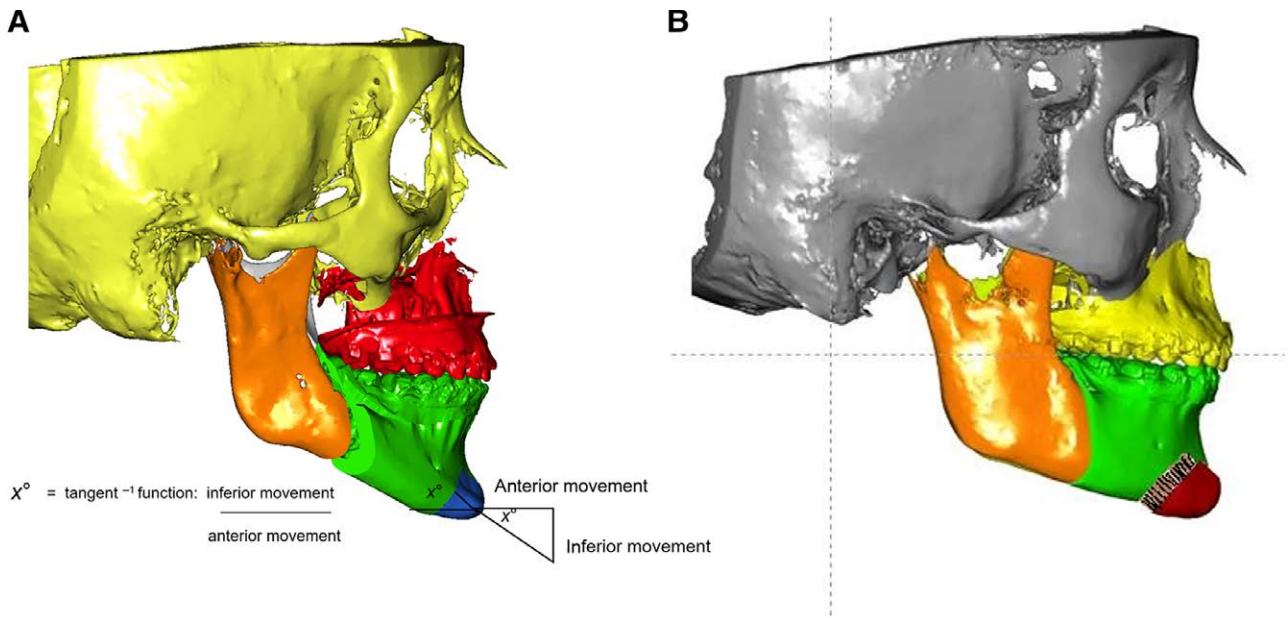 A
B
x° = tangent ⁻¹ function: inferior movement
anterior movement
x°
x°
Anterior movement
Inferior movement